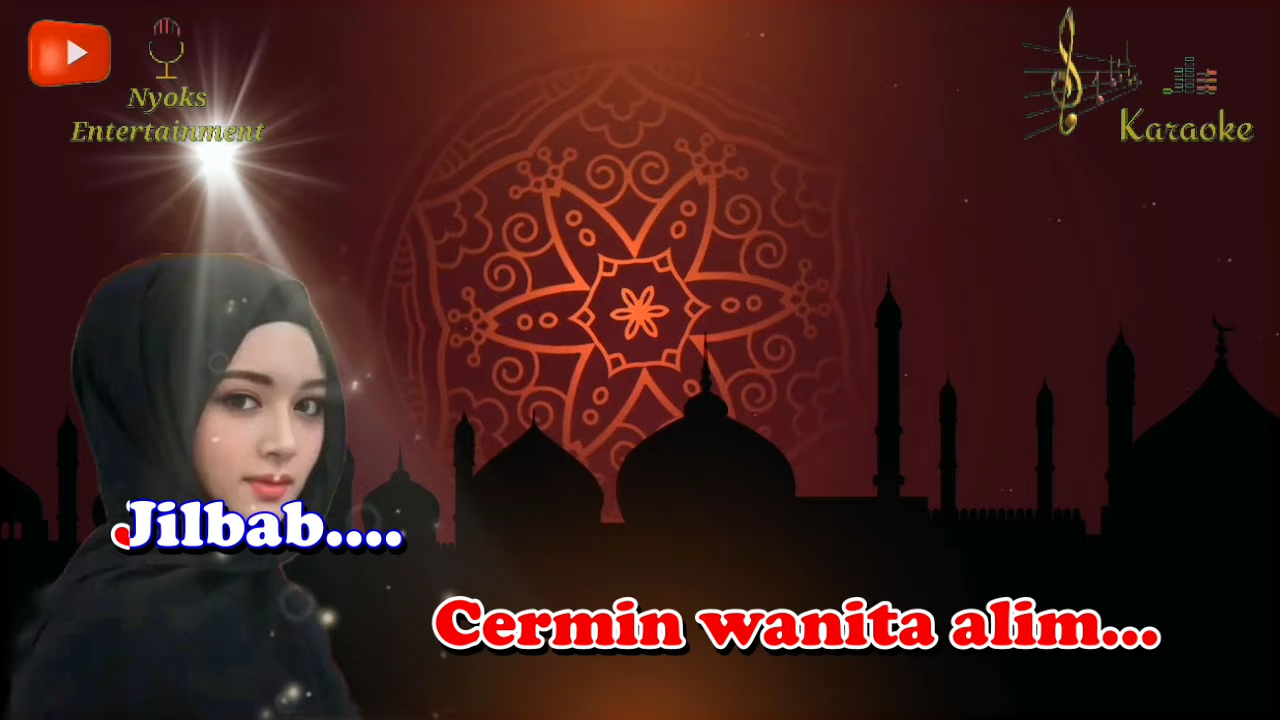 Nyoks
Entertainment
Karaoke
Jilbab....
Cermin wanita alim...